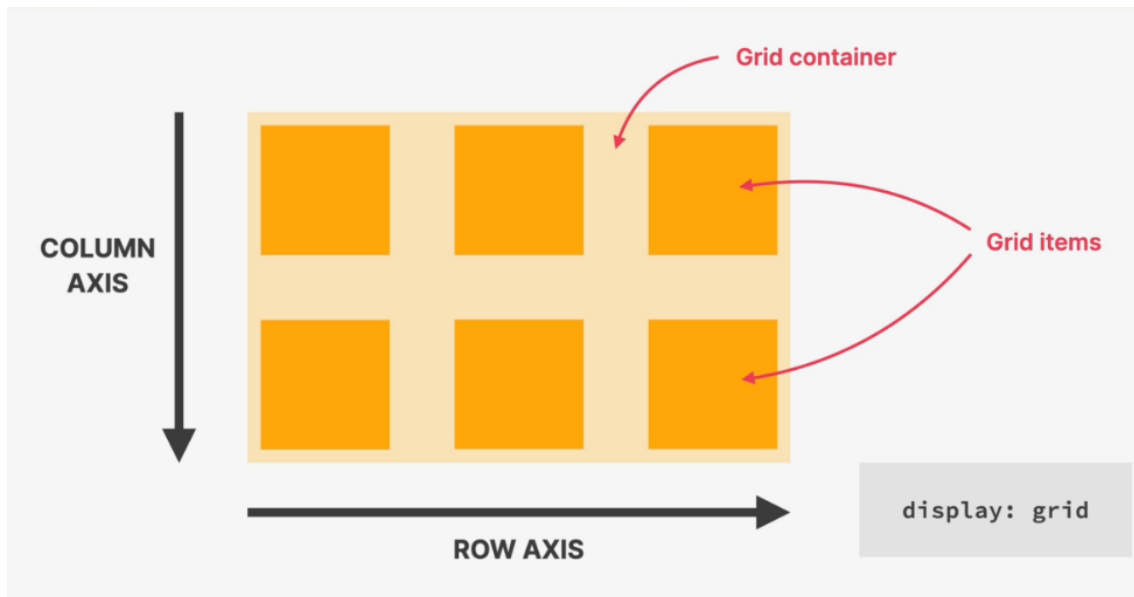 Grid container
COLUMN
AXIS
Grid items
display: grid
ROW AXIS